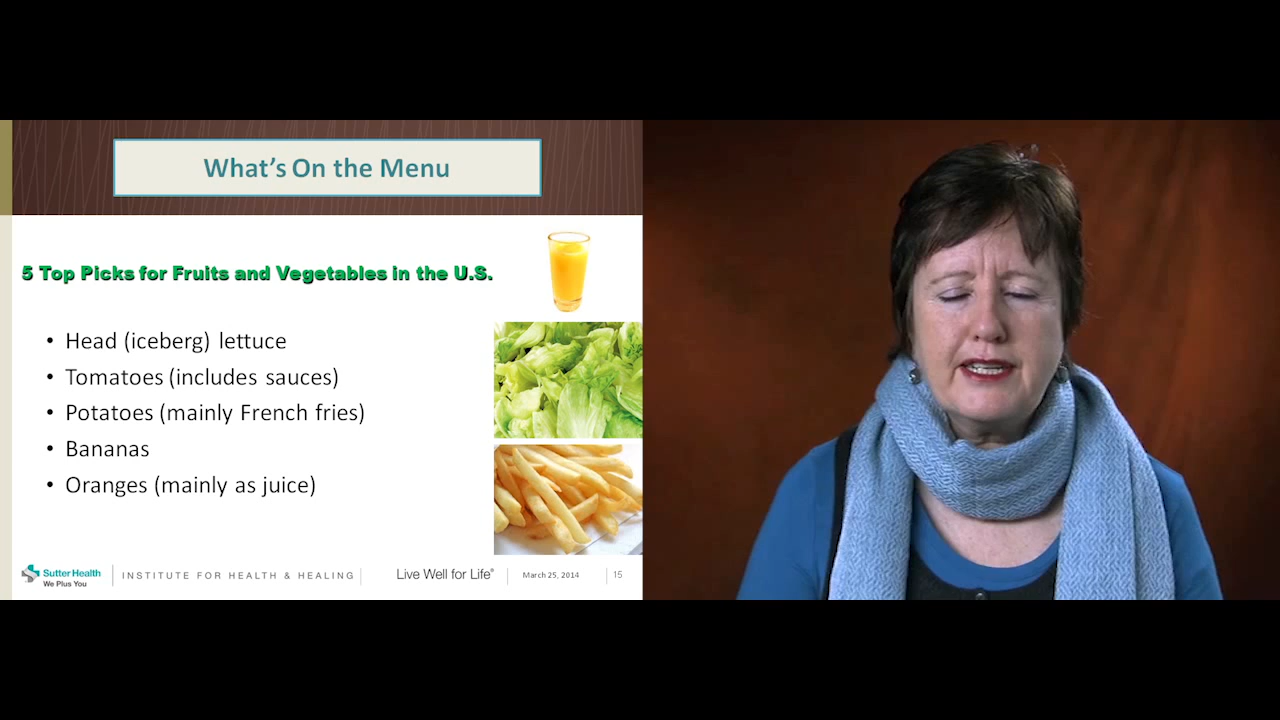 What's On the Menu
5 Top Picks for Fruits and Vegetables in the U.S.
• Head (iceberg) lettuce
• Tomatoes (includes sauces)
• Potatoes (mainly French fries)
• Bananas
• Oranges (mainly as juice)
Sutter Health
We Plus You
INSTITUTE FOR HEALTH & HEALING
Live Well for Life®
March 25, 2014
15